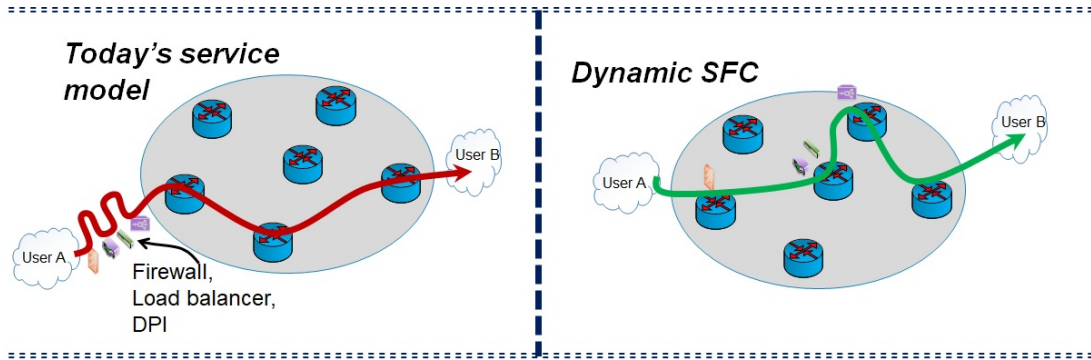 Today's service
model
User A
User B
Firewall,
Load balancer,
DPI
Dynamic SFC
User A
User B